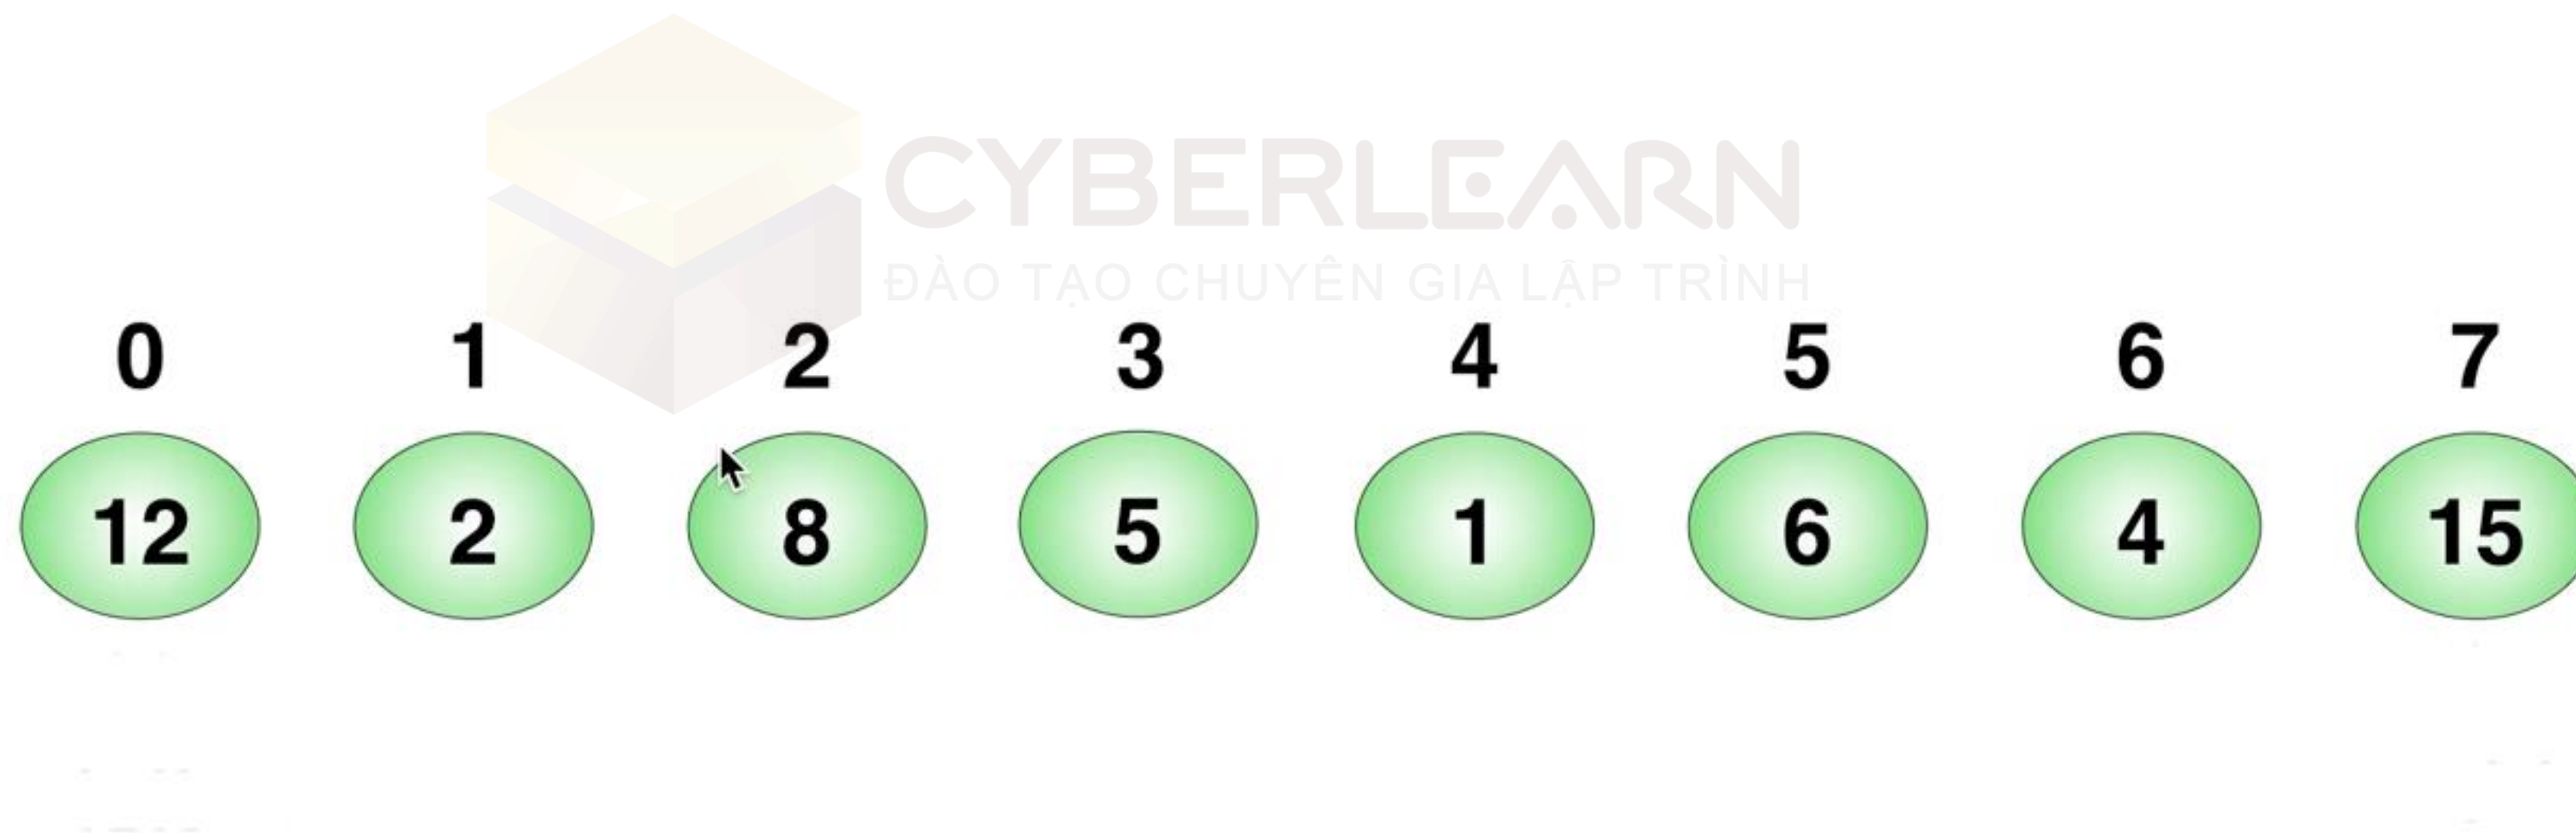 CYBERLEARN
ĐÀO TẠO CHUYÊN GIA LẬP TRÌNH
0 1 2 3 4 5 6 7
12 2 8 5 1 6 4 15